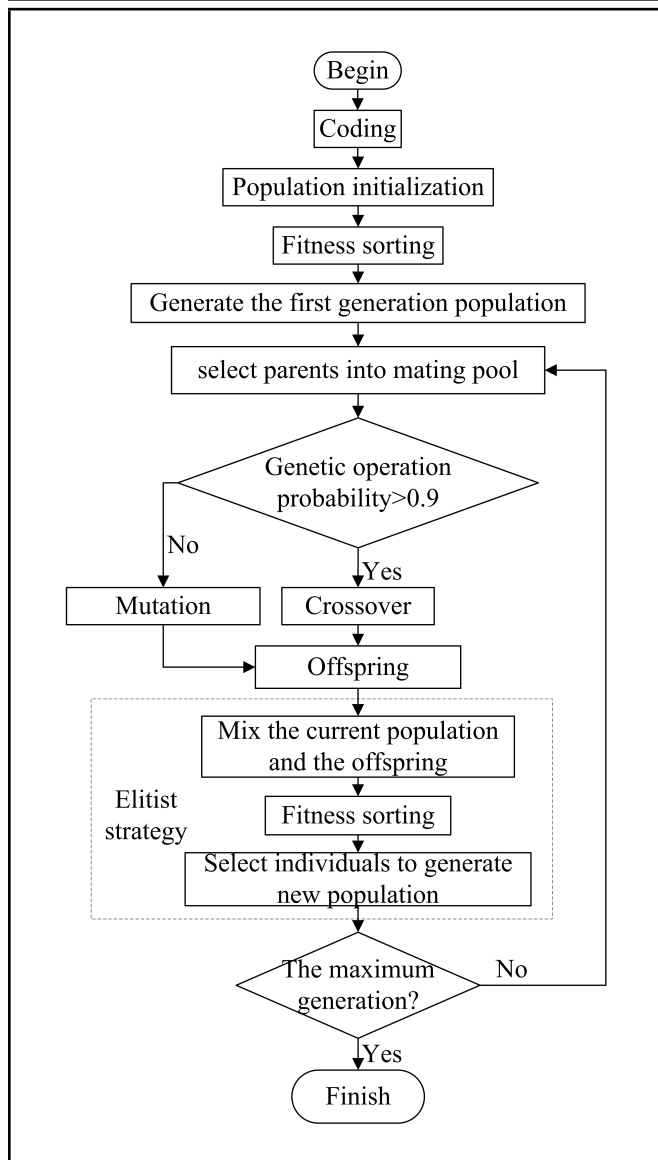 Begin
Coding
Population initialization
Fitness sorting
Generate the first generation population
select parents into mating pool
Genetic operation
probability>0.9
No
Yes
Mutation
Crossover
Offspring
Mix the current population
and the offspring
Elitist
strategy
Fitness sorting
Select individuals to generate
new population
The maximum
generation?
No
Yes
Finish